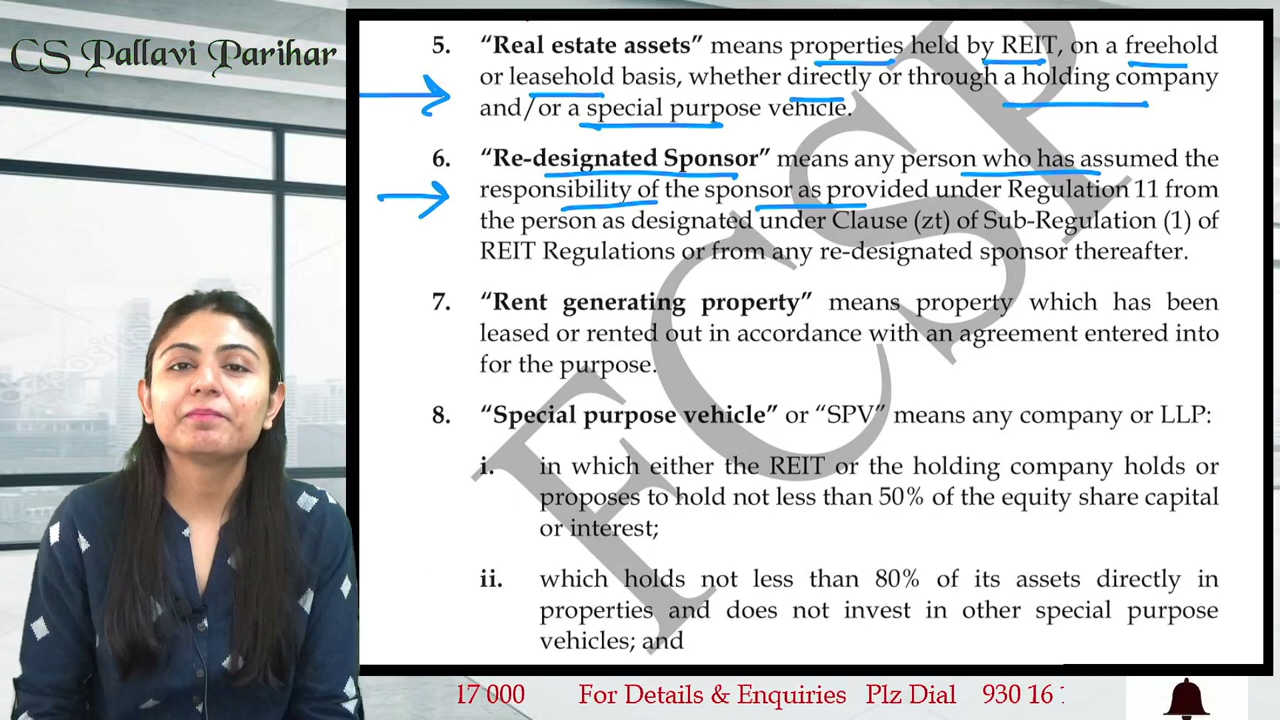 CS Pallavi Parihar
5. “Real estate assets” means properties held by REIT, on a freehold
or leasehold basis, whether directly or through a holding company
and/or a special purpose vehicle.
6. “Re-designated Sponsor” means any person who has assumed the
responsibility of the sponsor as provided under Regulation 11 from
the person as designated under Clause (zt) of Sub-Regulation (1) of
REIT Regulations or from any re-designated sponsor thereafter.
7. “Rent generating property” means property which has been
leased or rented out in accordance with an agreement entered into
for the purpose.
8. “Special purpose vehicle” or “SPV” means any company or LLP:
i. in which either the REIT or the holding company holds or
proposes to hold not less than 50% of the equity share capital
or interest;
ii. which holds not less than 80% of its assets directly in
properties and does not invest in other special purpose
vehicles; and
FCSP
17 000 For Details & Enquiries Plz Dial 930 16